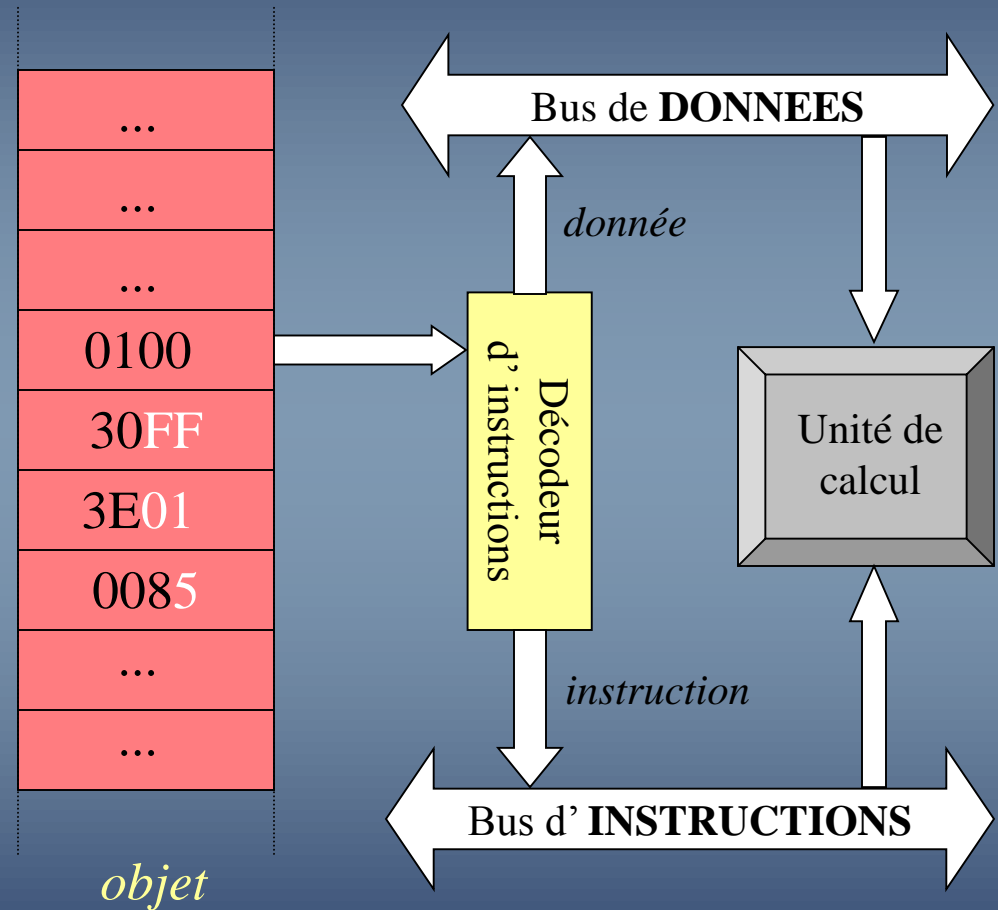 ...
...
...
0100
30FF
3E01
0085
...
...
objet
Bus de DONNEES
donnée
Décodeur
d' instructions
Unité de
calcul
instruction
Bus d' INSTRUCTIONS